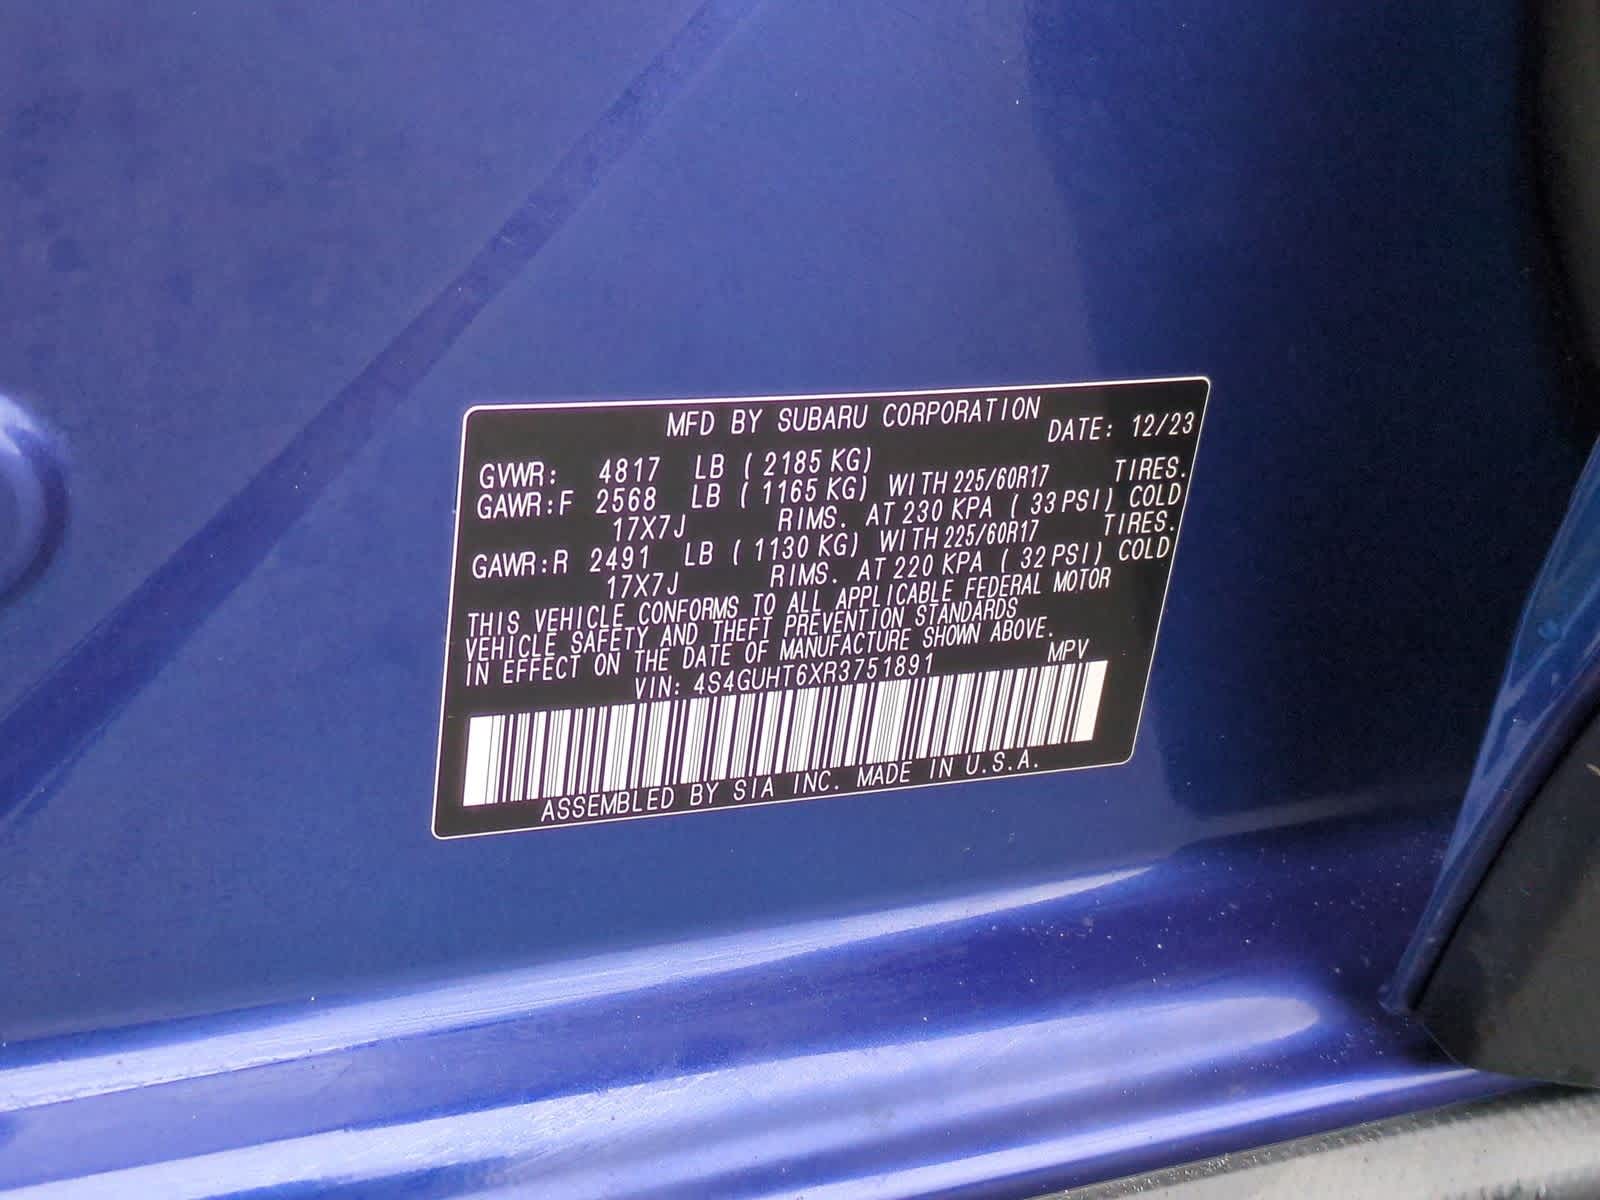 MFD BY SUBARU CORPORATION DATE: 12/23
GVWR: 4817 LB ( 2185 KG)
GAWR:F 2568 LB ( 1165 KG) WITH 225/60R17 TIRES.
17X7J RIMS. AT 230 KPA ( 33 PSI) COLD
GAWR:R 2491 LB ( 1130 KG) WITH 225/60R17 TIRES.
17X7J RIMS. AT 220 KPA ( 32 PSI) COLD
THIS VEHICLE CONFORMS TO ALL APPLICABLE FEDERAL MOTOR
VEHICLE SAFETY AND THEFT PREVENTION STANDARDS
IN EFFECT ON THE DATE OF MANUFACTURE SHOWN ABOVE.
VIN: 4S4GUHT6XR3751891 MPV
ASSEMBLED BY SIA INC. MADE IN U.S.A.